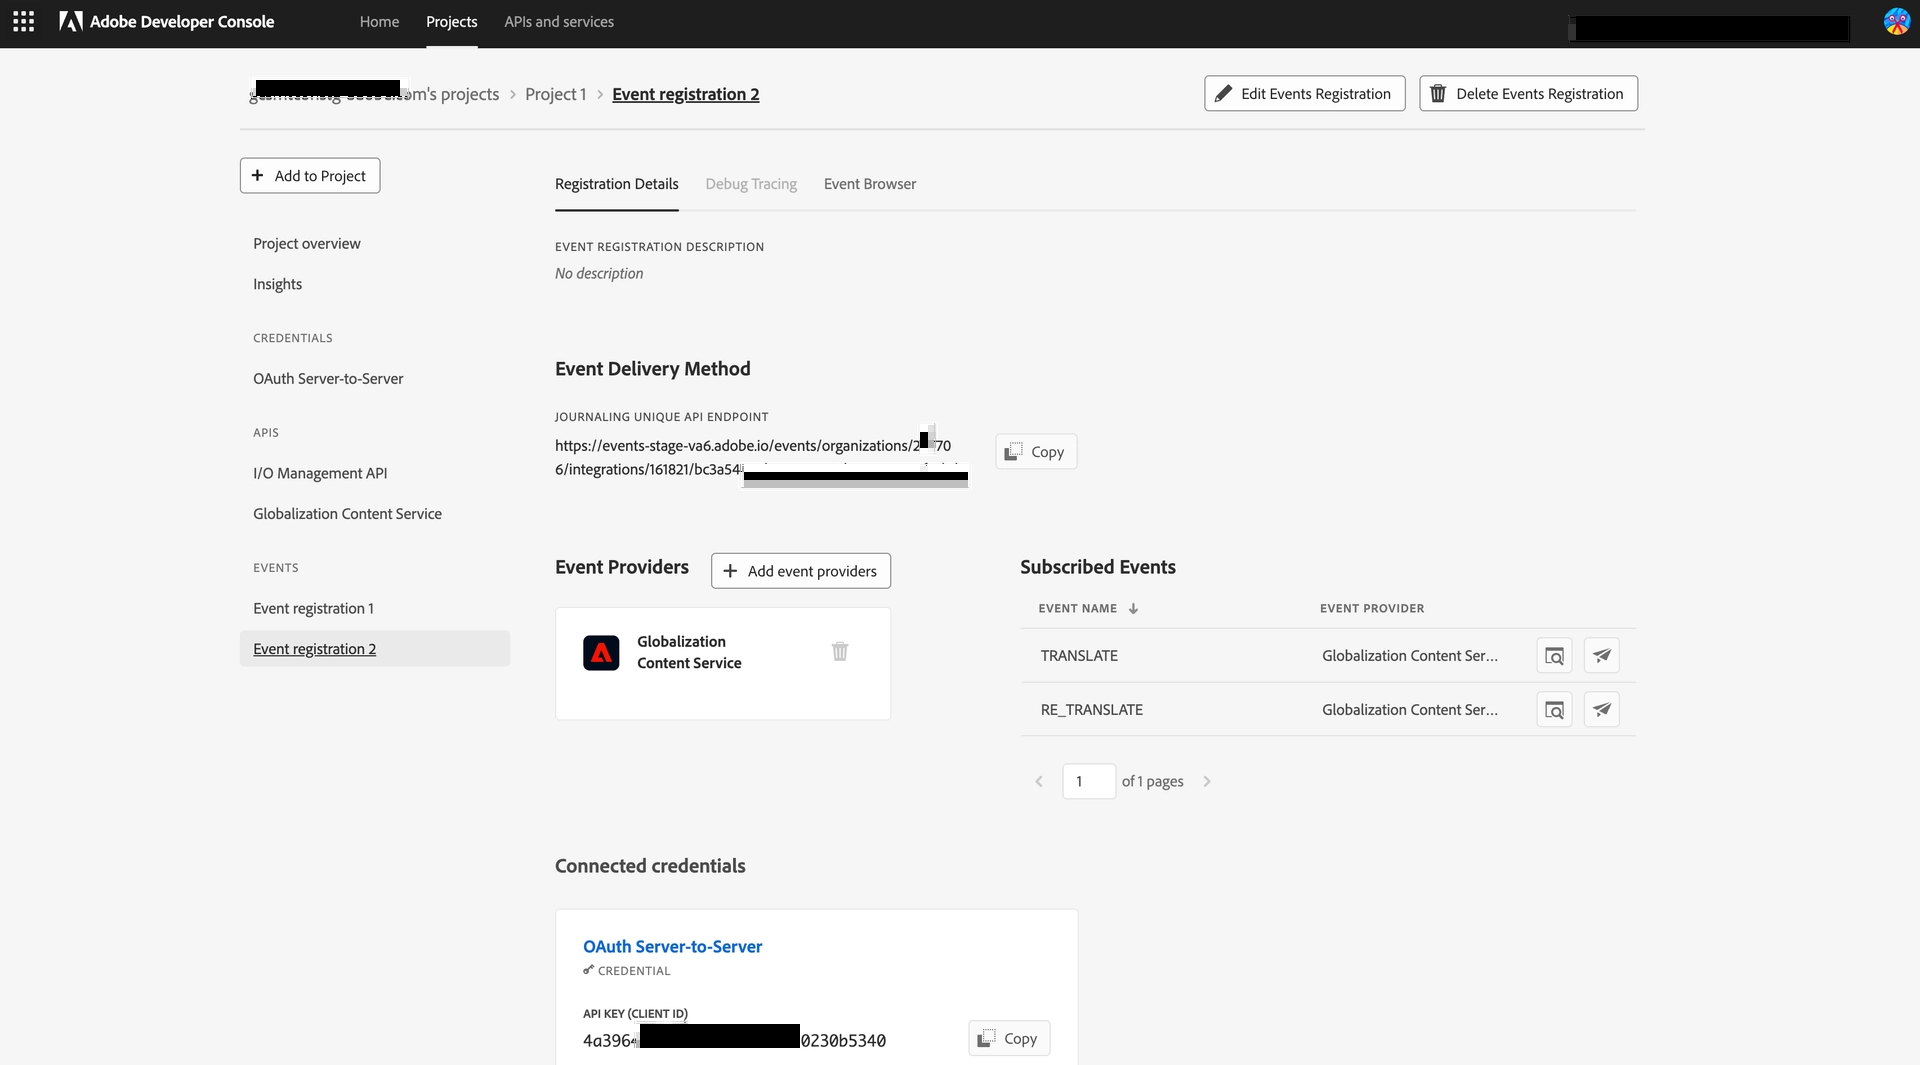 Adobe Developer Console
Home
Projects
APIs and services
's projects
Project 1
Event registration 2
Edit Events Registration
Delete Events Registration
Add to Project
Registration Details
Debug Tracing
Event Browser
Project overview
Insights
CREDENTIALS
OAuth Server-to-Server
APIS
I/O Management API
Globalization Content Service
EVENTS
Event registration 1
Event registration 2
EVENT REGISTRATION DESCRIPTION
No description
Event Delivery Method
JOURNALING UNIQUE API ENDPOINT
https://events-stage-va6.adobe.io/events/organizations/2 70
6/integrations/161821/bc3a54
Copy
Event Providers
Add event providers
Globalization
Content Service
Subscribed Events
EVENT NAME
EVENT PROVIDER
TRANSLATE
Globalization Content Ser...
RE_TRANSLATE
Globalization Content Ser...
1
of 1 pages
Connected credentials
OAuth Server-to-Server
CREDENTIAL
API KEY (CLIENT ID)
4a396 0230b5340
Copy